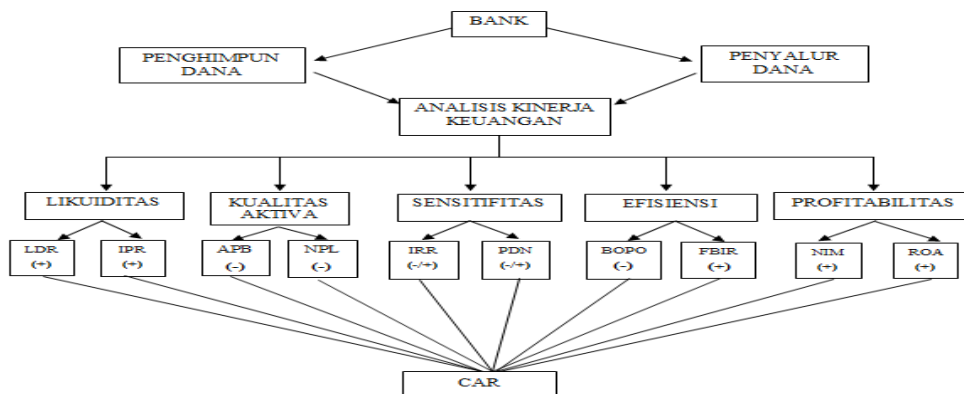 BANK
PENGHIMPUN
DANA
PENYALUR
DANA
ANALISIS KINERJA
KEUANGAN
LIKUIDITAS
KUALITAS
AKTIVA
SENSITIFITAS
EFISIENSI
PROFITABILITAS
LDR
(+)
IPR
(+)
APB
(-)
NPL
(-)
IRR
(-/+)
PDN
(-/+)
BOPO
(-)
FBIR
(+)
NIM
(+)
ROA
(+)
CAR